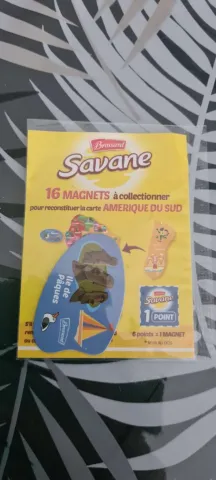 Brossard
Savane
16 MAGNETS à collectionner
pour reconstituer la carte AMERIQUE DU SUD
Île de
Pâques
Brossard
Savane
1 POINT
8 points = 1 MAGNET